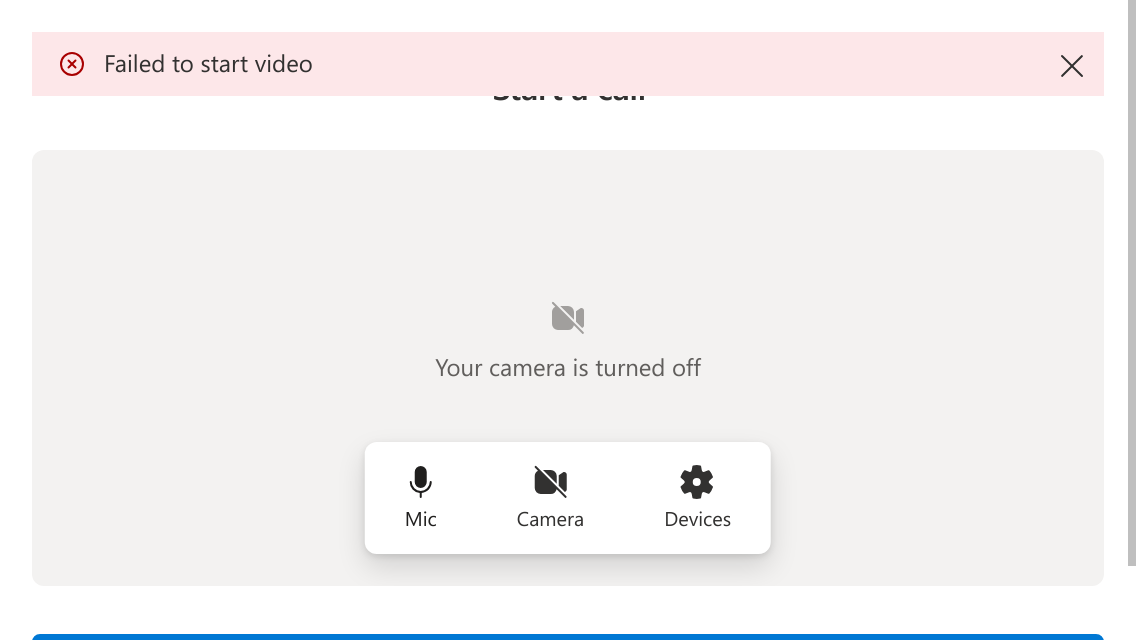 Failed to start video
Start a call
Your camera is turned off
Mic
Camera
Devices